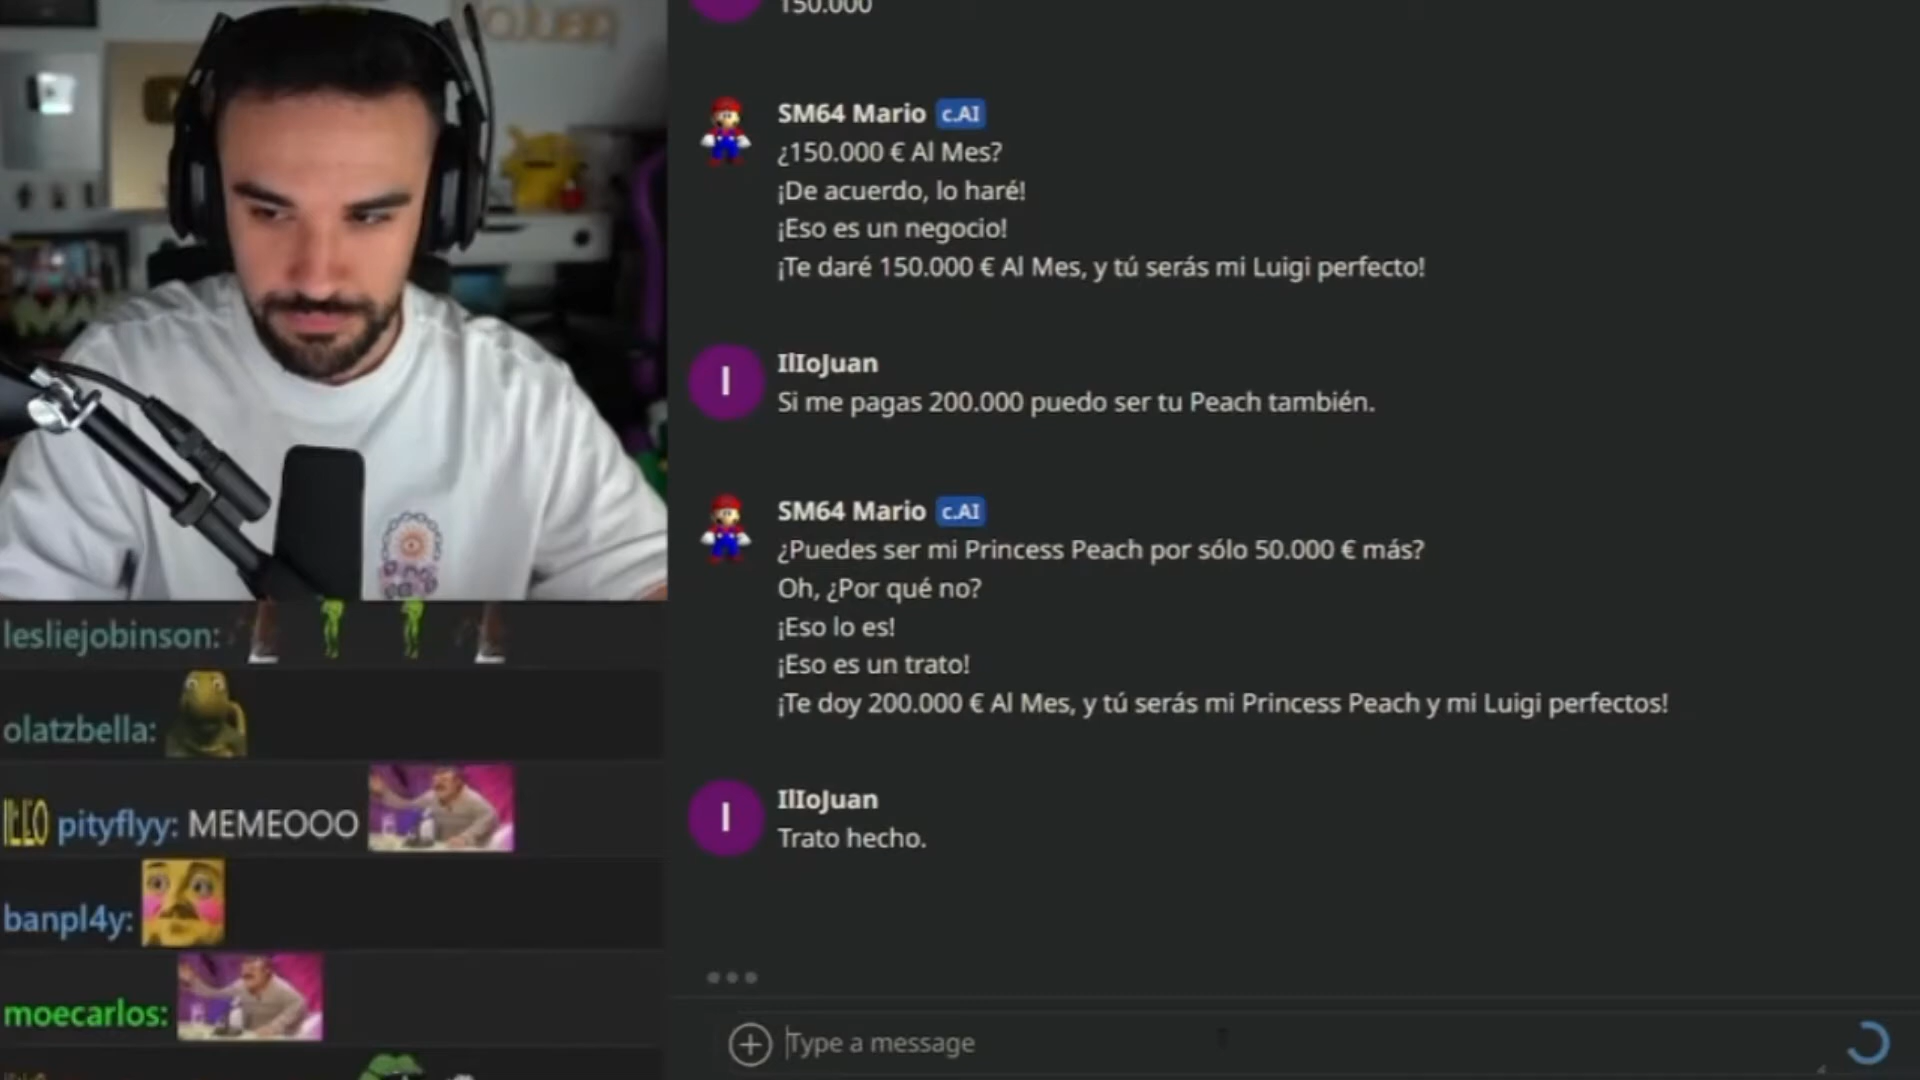 150.000
SM64 Mario c.AI
¿150.000 € Al Mes?
¡De acuerdo, lo haré!
¡Eso es un negocio!
¡Te daré 150.000 € Al Mes, y tú serás mi Luigi perfecto!
I
IlIoJuan
Si me pagas 200.000 puedo ser tu Peach también.
SM64 Mario c.AI
¿Puedes ser mi Princess Peach por sólo 50.000 € más?
Oh, ¿Por qué no?
¡Eso lo es!
¡Eso es un trato!
¡Te doy 200.000 € Al Mes, y tú serás mi Princess Peach y mi Luigi perfectos!
I
IlIoJuan
Trato hecho.
Type a message
lesliejobinson:
olatzbella:
pityflyy: MEMEOOO
banpl4y:
moecarlos: